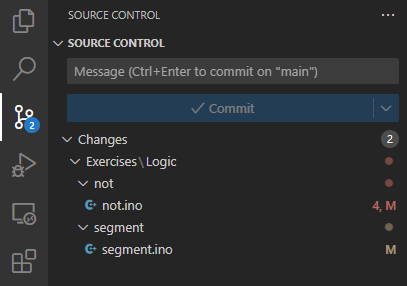 SOURCE CONTROL
SOURCE CONTROL
Message (Ctrl+Enter to commit on "main")
Commit
2
Changes 2
Exercises\Logic
not
not.ino 4, M
segment
segment.ino M